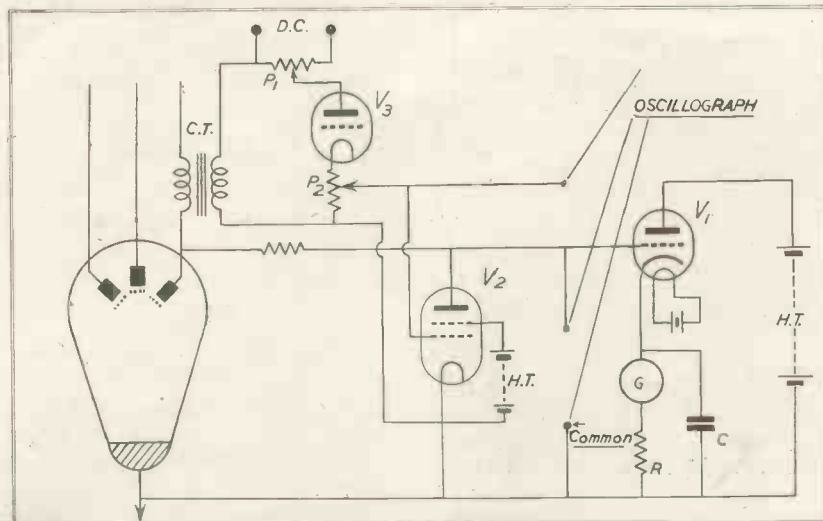 D.C.
P1
V3
C.T.
OSCILLOGRAPH
P2
V1
V2
H.T.
H.T.
G
Common
R
C